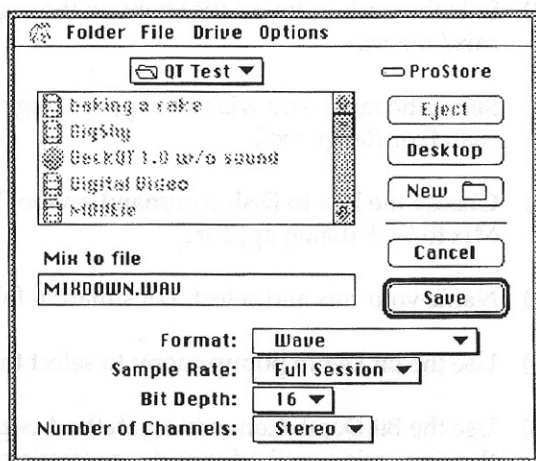 Folder File Drive Options
QT Test
ProStore
Baking a cake
BigSky
DeckQT 1.0 w/o sound
Digital Video
Eject
Desktop
New
Cancel
Save
Mix to file
MIXDOWN.WAV
Format: Wave
Sample Rate: Full Session
Bit Depth: 16
Number of Channels: Stereo